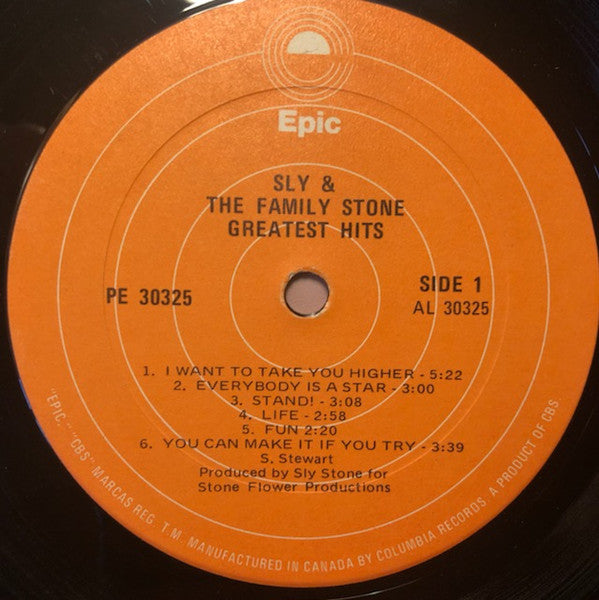 Epic
SLY &
THE FAMILY STONE
GREATEST HITS
PE 30325
SIDE 1
AL 30325
1. I WANT TO TAKE YOU HIGHER - 5:22
2. EVERYBODY IS A STAR - 3:00
3. STAND! - 3:08
4. LIFE - 2:58
5. FUN 2:20
6. YOU CAN MAKE IT IF YOU TRY - 3:39
S. Stewart
Produced by Sly Stone for
Stone Flower Productions
"EPIC," "CBS" MARCAS REG. T.M. MANUFACTURED IN CANADA BY COLUMBIA RECORDS. A PRODUCT OF CBS.